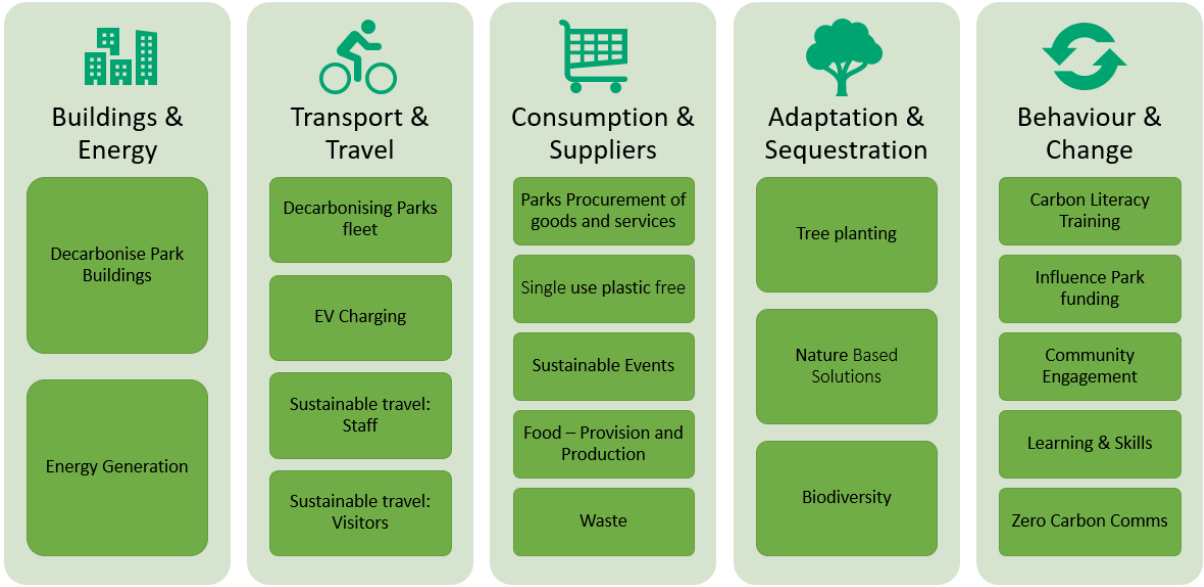 Buildings &
Energy
Decarbonise Park
Buildings
Energy Generation
Transport &
Travel
Decarbonising Parks
fleet
EV Charging
Sustainable travel:
Staff
Sustainable travel:
Visitors
Consumption &
Suppliers
Parks Procurement of
goods and services
Single use plastic free
Sustainable Events
Food – Provision and
Production
Waste
Adaptation &
Sequestration
Tree planting
Nature Based
Solutions
Biodiversity
Behaviour &
Change
Carbon Literacy
Training
Influence Park
funding
Community
Engagement
Learning & Skills
Zero Carbon Comms